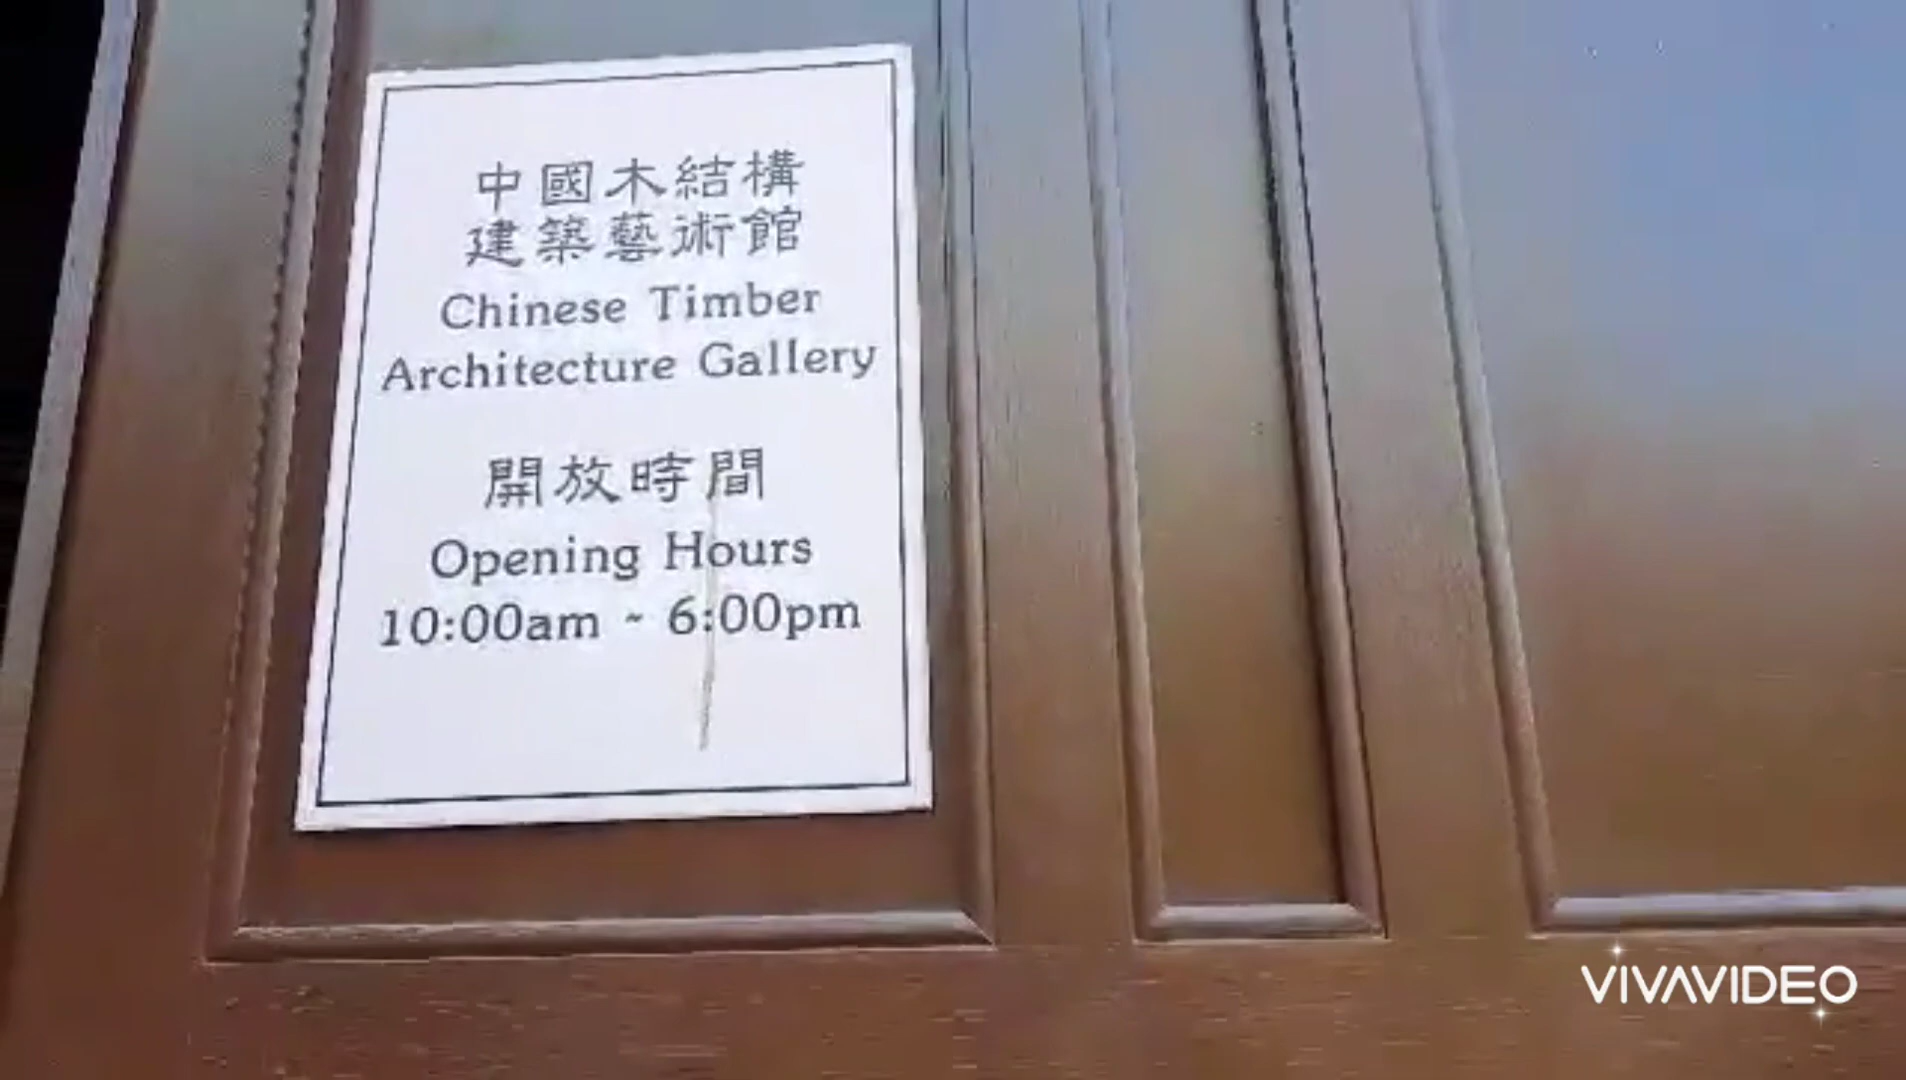 中國木結構
建築藝術館
Chinese Timber
Architecture Gallery
開放時間
Opening Hours
10:00am ~ 6:00pm
VIVAVIDEO